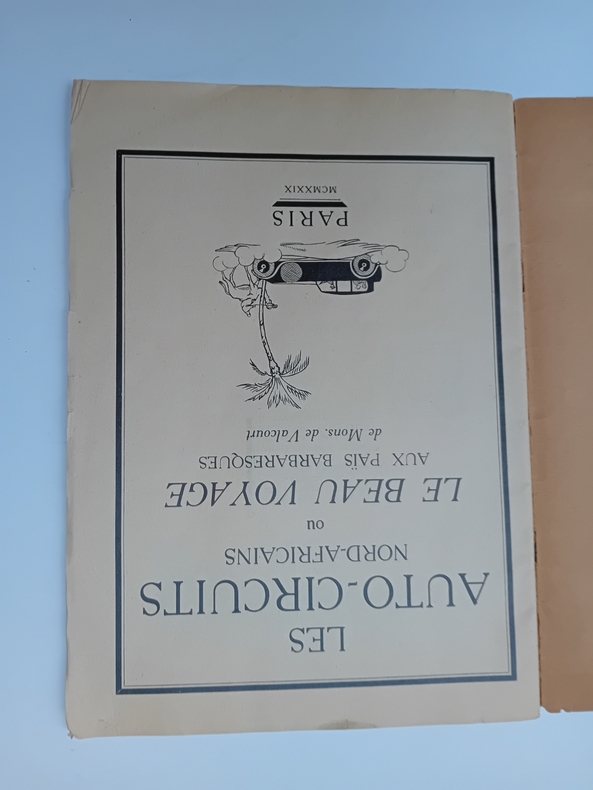 LES
AUTO-CIRCUITS
NORD-AFRICAINS
ou
LE BEAU VOYAGE
AUX PAÏS BARBARESQUES
de Mons. de Valcourt
PARIS
MCMXXIX